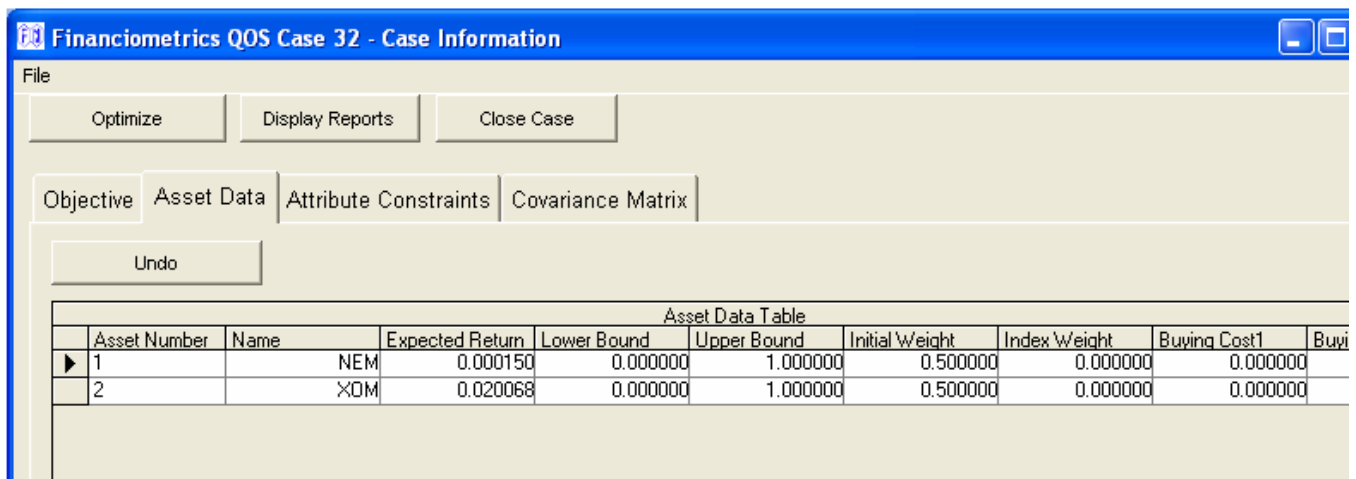 Financiometrics QOS Case 32 - Case Information
File
Optimize Display Reports Close Case
Objective Asset Data Attribute Constraints Covariance Matrix
Undo
Asset Data Table
Asset Number Name Expected Return Lower Bound Upper Bound Initial Weight Index Weight Buying Cost1 Buyi
1 NEM 0.000150 0.000000 1.000000 0.500000 0.000000 0.000000
2 XOM 0.020068 0.000000 1.000000 0.500000 0.000000 0.000000